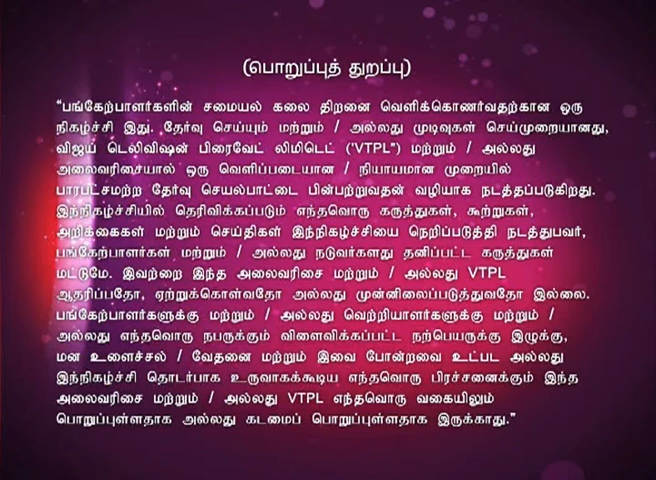 (பொறுப்புத் துறப்பு)
“பங்கேற்பாளர்களின் சமையல் கலை திறனை வெளிக்கொணர்வதற்கான ஒரு
நிகழ்ச்சி இது. தேர்வு செய்யும் மற்றும் / அல்லது முடிவுகள் செய்முறையானது,
விஜய் டெலிவிஷன் பிரைவேட் லிமிடெட் ('VTPL") மற்றும் / அல்லது
அலைவரிசையால் ஒரு வெளிப்படையான / நியாயமான முறையில்
பாரபட்சமற்ற தேர்வு செயல்பாட்டை பின்பற்றுவதன் வழியாக நடத்தப்படுகிறது.
இந்நிகழ்ச்சியில் தெரிவிக்கப்படும் எந்தவொரு கருத்துகள், கூற்றுகள்,
அறிக்கைகள் மற்றும் செய்திகள் இந்நிகழ்ச்சியை நெறிப்படுத்தி நடத்துபவர்,
பங்கேற்பாளர்கள் மற்றும் / அல்லது நடுவர்களது தனிப்பட்ட கருத்துகள்
மட்டுமே. இவற்றை இந்த அலைவரிசை மற்றும் / அல்லது VTPL
ஆதரிப்பதோ, ஏற்றுக்கொள்வதோ அல்லது முன்னிலைப்படுத்துவதோ இல்லை.
பங்கேற்பாளர்களுக்கு மற்றும் / அல்லது வெற்றியாளர்களுக்கு மற்றும் /
அல்லது எந்தவொரு நபருக்கும் விளைவிக்கப்பட்ட நற்பெயருக்கு இழுக்கு,
மன உளைச்சல் / வேதனை மற்றும் இவை போன்றவை உட்பட அல்லது
இந்நிகழ்ச்சி தொடர்பாக உருவாகக்கூடிய எந்தவொரு பிரச்சனைக்கும் இந்த
அலைவரிசை மற்றும் / அல்லது VTPL எந்தவொரு வகையிலும்
பொறுப்புள்ளதாக அல்லது கடமைப் பொறுப்புள்ளதாக இருக்காது.”